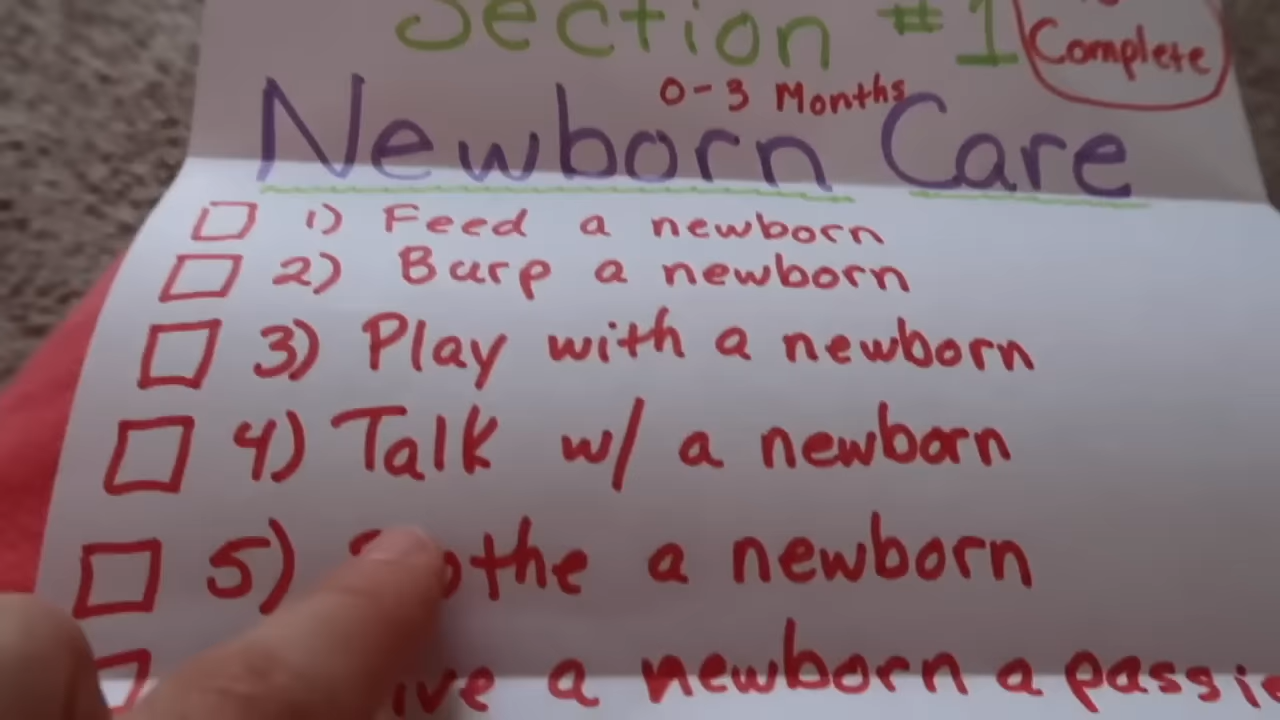 Section #1
Complete
0-3 Months
Newborn Care
1) Feed a newborn
2) Burp a newborn
3) Play with a newborn
4) Talk w/ a newborn
5) a newborn
a newborn a